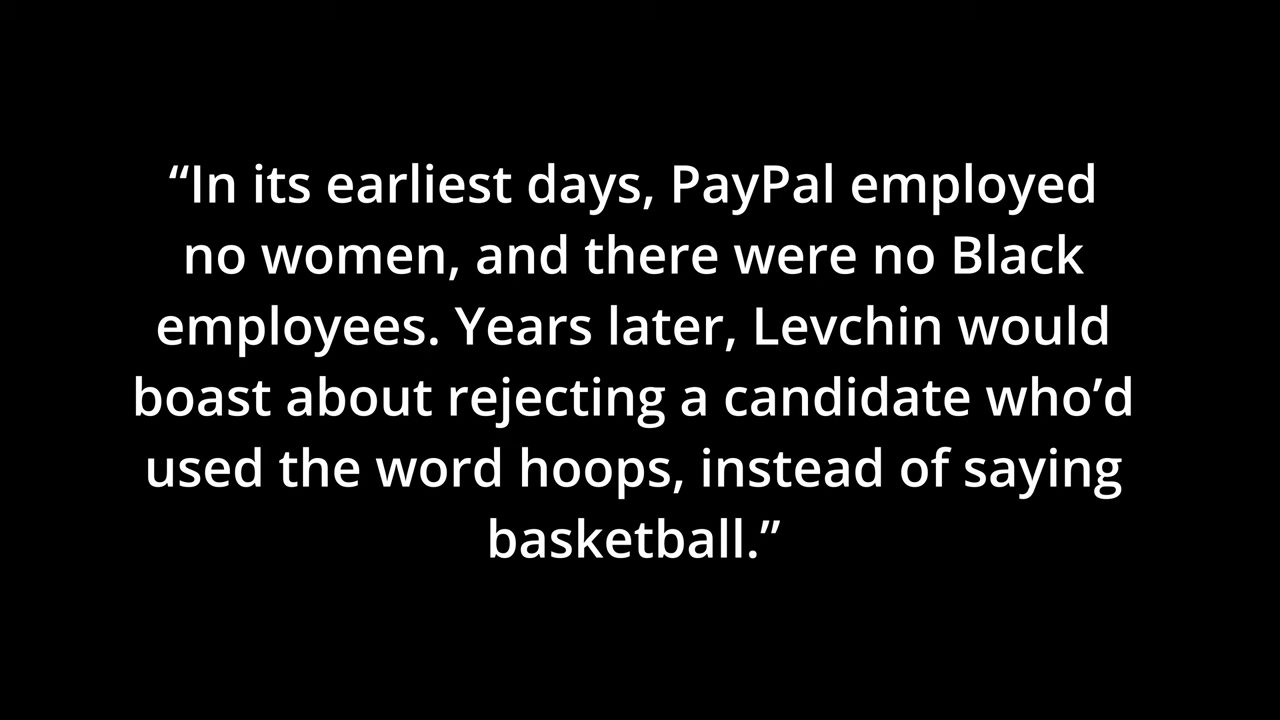 “In its earliest days, PayPal employed
no women, and there were no Black
employees. Years later, Levchin would
boast about rejecting a candidate who’d
used the word hoops, instead of saying
basketball.”